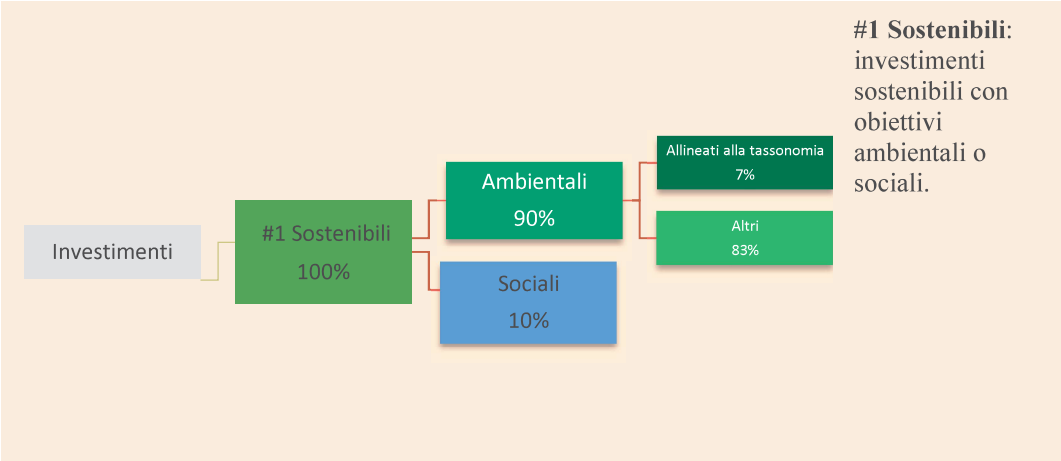 Investimenti
#1 Sostenibili
100%
Ambientali
90%
Sociali
10%
Allineati alla tassonomia
7%
Altri
83%
#1 Sostenibili:
investimenti
sostenibili con
obiettivi
ambientali o
sociali.